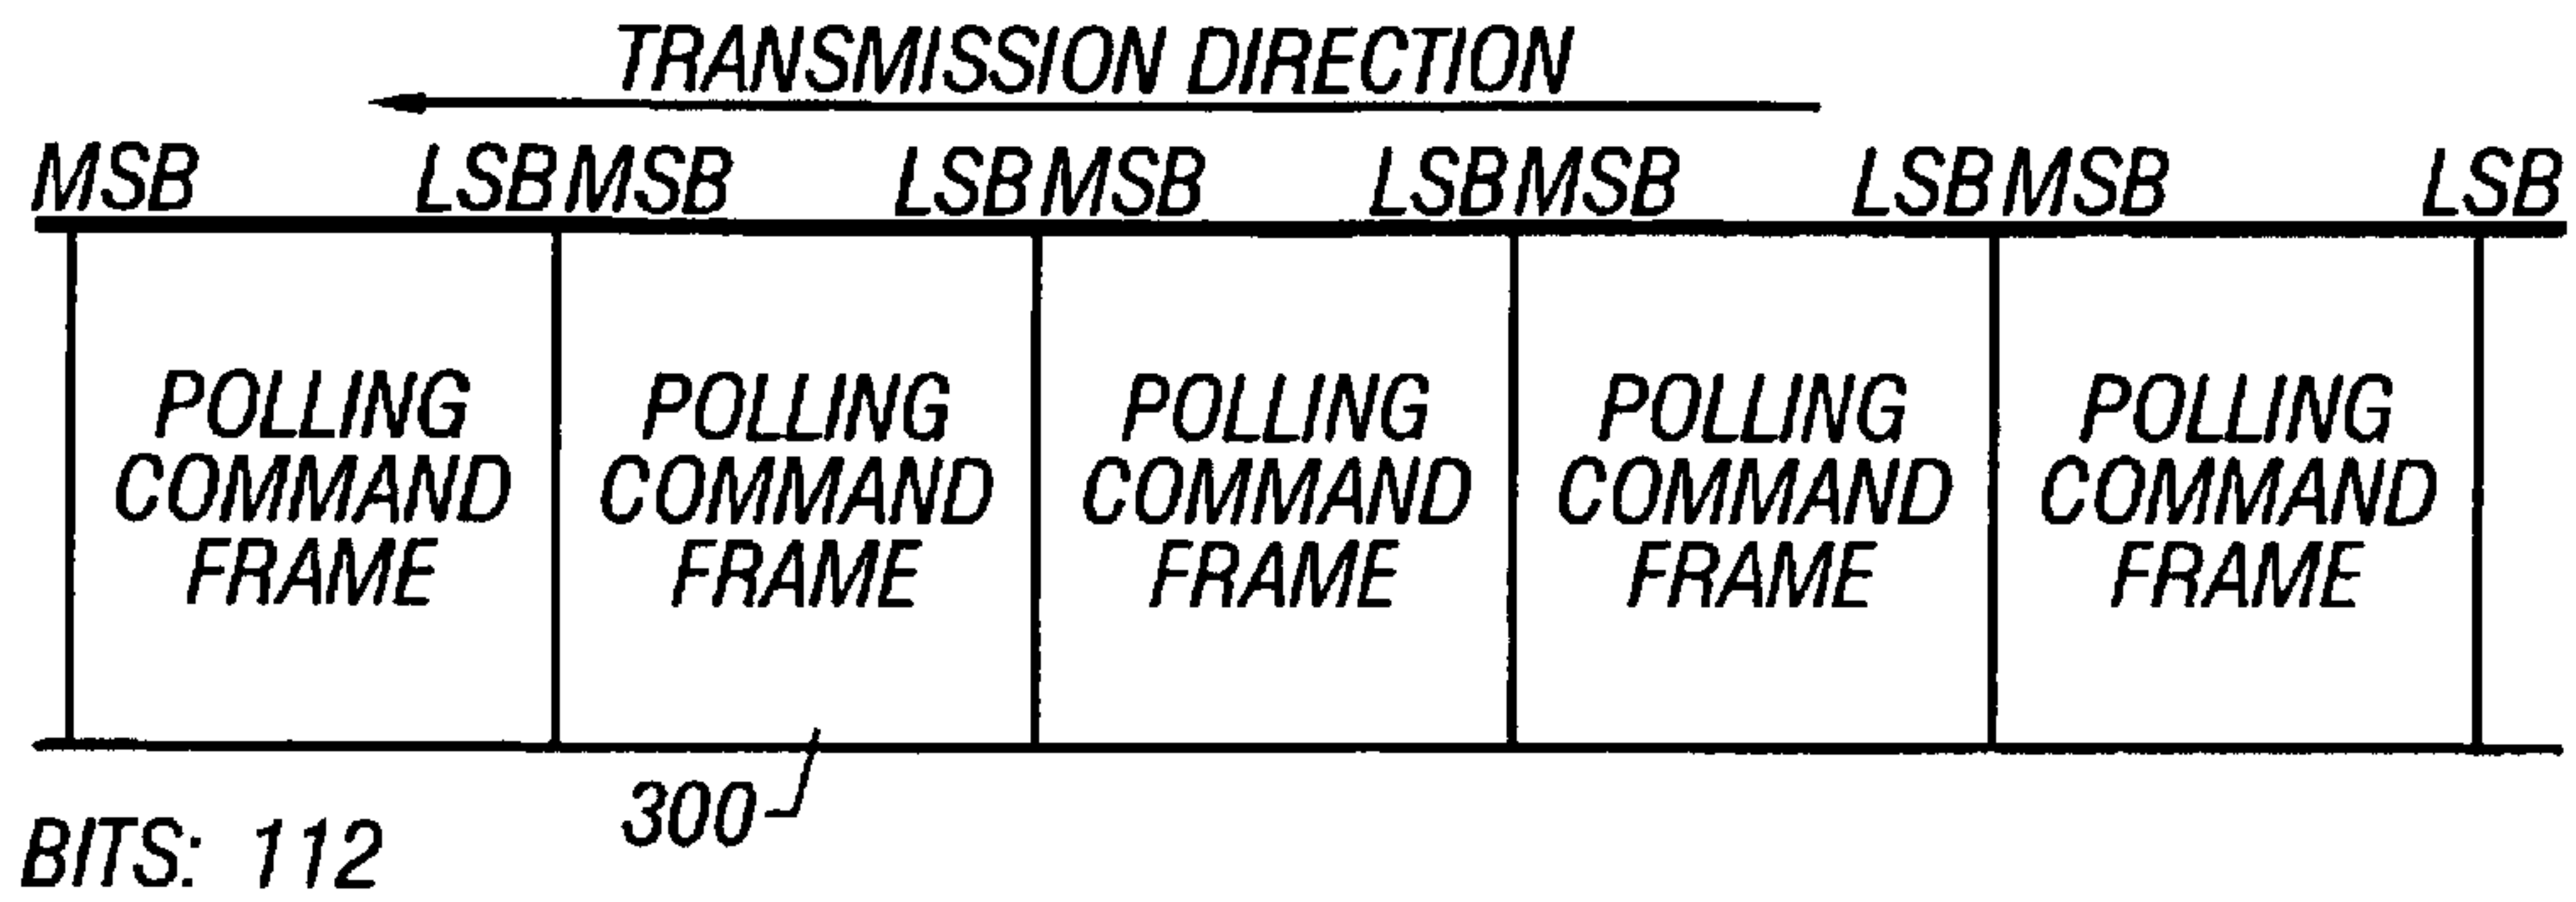 TRANSMISSION DIRECTION
MSB LSB MSB LSB MSB LSB MSB LSB MSB LSB
POLLING POLLING POLLING POLLING POLLING
COMMAND COMMAND COMMAND COMMAND COMMAND
FRAME FRAME FRAME FRAME FRAME
300
BITS: 112